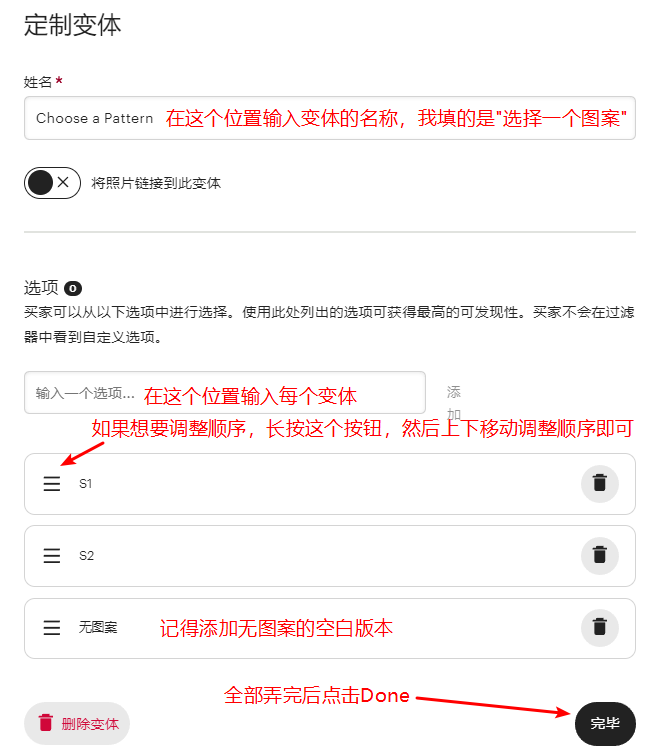 定制变体
姓名*
Choose a Pattern 在这个位置输入变体的名称，我填的是"选择一个图案"
将照片链接到此变体
选项 0
买家可以从以下选项中进行选择。使用此处列出的选项可获得最高的可发现性。买家不会在过滤
器中看到自定义选项。
输入一个选项... 在这个位置输入每个变体
添
加
如果想要调整顺序，长按这个按钮，然后上下移动调整顺序即可
S1
S2
无图案 记得添加无图案的空白版本
全部弄完后点击Done
删除变体
完毕